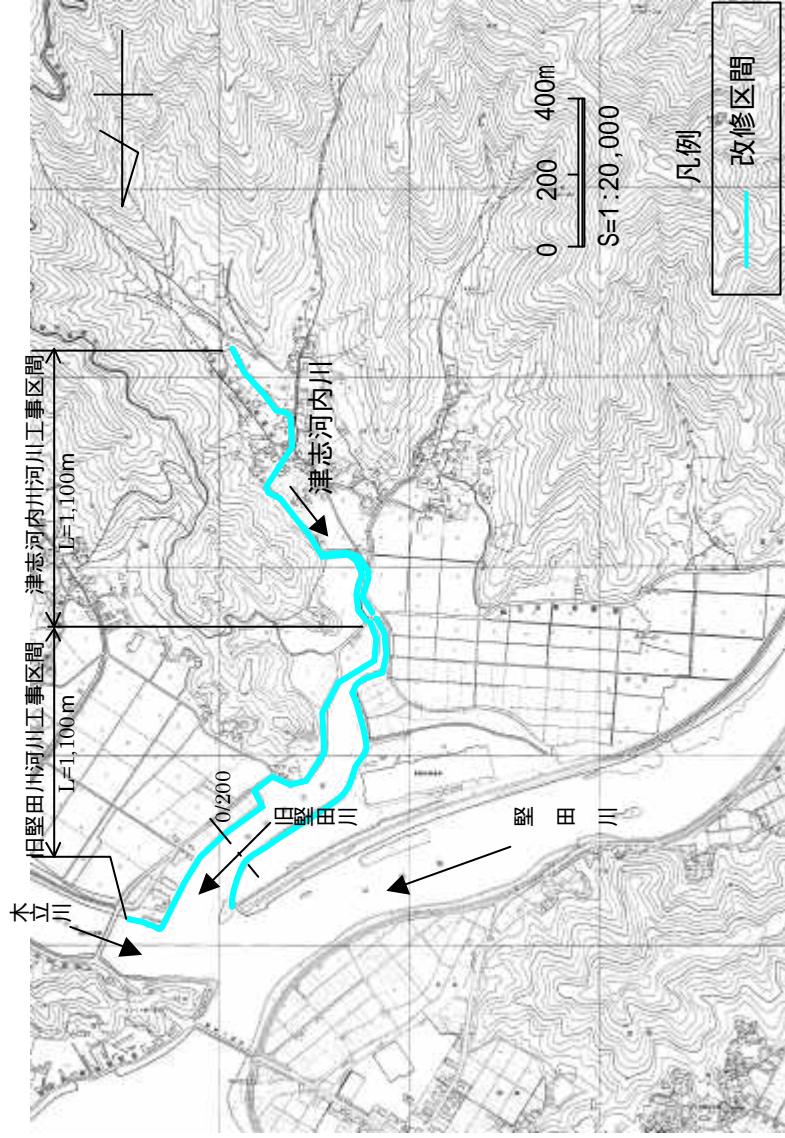 木立川
旧堅田川河川工事区間
L=1,100m
津志河内川河川工事区間
L=1,100m
0/200
旧堅田川
堅田川
津志河内川
0 200 400m
S=1:20,000
凡例
改修区間